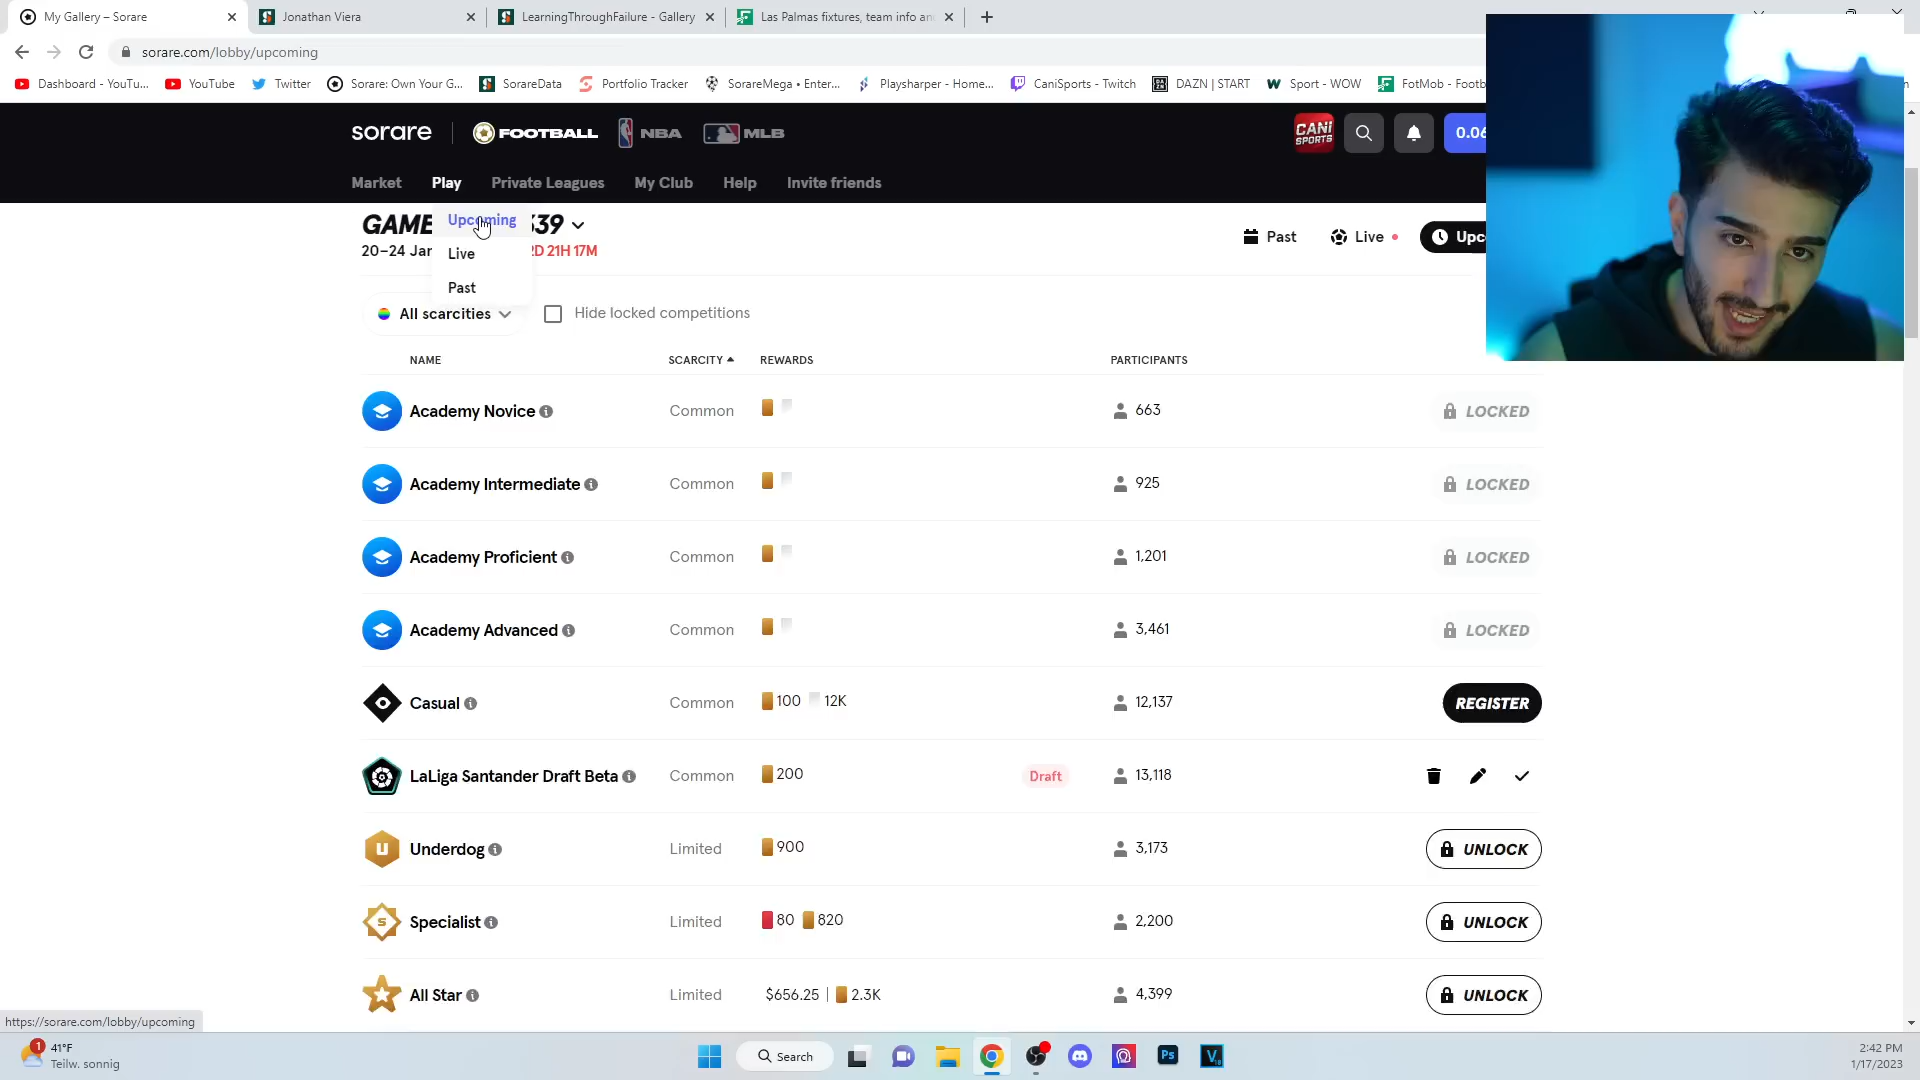 My Gallery – Sorare
Jonathan Viera
LearningThroughFailure - Gallery
Las Palmas fixtures, team info an
sorare.com/lobby/upcoming
Dashboard - YouTu...
YouTube
Twitter
Sorare: Own Your G...
SorareData
Portfolio Tracker
SorareMega • Enter...
Playsharper - Home...
CaniSports - Twitch
DAZN | START
Sport - WOW
FotMob - Footb
sorare
FOOTBALL
NBA
MLB
CANI SPORTS
0.06
Market
Play
Private Leagues
My Club
Help
Invite friends
GAME
39
Upcoming
Live
Past
20–24 Jan
2D 21H 17M
Past
Live
Upco
All scarcities
Hide locked competitions
NAME
SCARCITY
REWARDS
PARTICIPANTS
Academy Novice
Common
663
LOCKED
Academy Intermediate
Common
925
LOCKED
Academy Proficient
Common
1,201
LOCKED
Academy Advanced
Common
3,461
LOCKED
Casual
Common
100
12K
12,137
REGISTER
LaLiga Santander Draft Beta
Common
200
Draft
13,118
U
Underdog
Limited
900
3,173
UNLOCK
S
Specialist
Limited
80
820
2,200
UNLOCK
All Star
Limited
$656.25 |
2.3K
4,399
UNLOCK
https://sorare.com/lobby/upcoming
1
41°F
Teilw. sonnig
Search
Ps
V
2:42 PM
1/17/2023